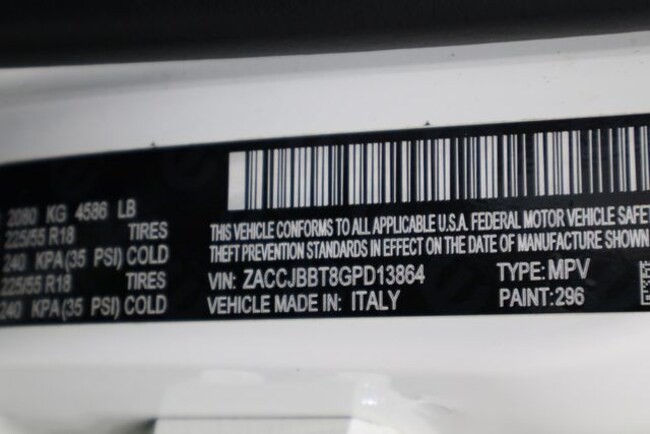 2080 KG 4586 LB
225/55 R18 TIRES
240 KPA(35 PSI) COLD
225/55 R18 TIRES
240 KPA(35 PSI) COLD
THIS VEHICLE CONFORMS TO ALL APPLICABLE U.S.A. FEDERAL MOTOR VEHICLE SAFET
THEFT PREVENTION STANDARDS IN EFFECT ON THE DATE OF MANUFACTURE SHOWN
VIN: ZACCJBBT8GPD13864 TYPE: MPV
VEHICLE MADE IN: ITALY PAINT:296